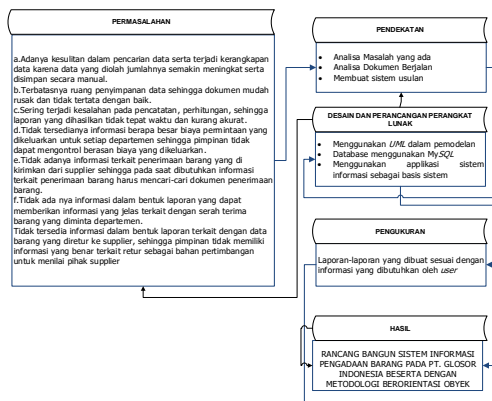 PERMASALAHAN
a.Adanya kesulitan dalam pencarian data serta terjadi kerangkapan
data karena data yang diolah jumlahnya semakin meningkat serta
disimpan secara manual.
b.Terbatasnya ruang penyimpanan data sehingga dokumen mudah
rusak dan tidak tertata dengan baik.
c.Sering terjadi kesalahan pada pencatatan, perhitungan, sehingga
laporan yang dihasilkan tidak tepat waktu dan kurang akurat.
d.Tidak tersedianya informasi berapa besar biaya pemintaan yang
dikeluarkan untuk setiap departemen sehingga pimpinan tidak
dapat mengontrol berasan biaya yang dikeluarkan.
e.Tidak adanya informasi terkait penerimaan barang yang di
kirimkan dari supplier sehingga pada saat dibutuhkan informasi
terkait penerimaan barang harus mencari-cari dokumen penerimaan
barang.
f.Tidak ada nya informasi dalam bentuk laporan yang dapat
memberikan informasi yang jelas terkait dengan serah terima
barang yang diminta departemen.
Tidak tersedia informasi dalam bentuk laporan terkait dengan data
barang yang diretur ke supplier, sehingga pimpinan tidak memiliki
informasi yang benar terkait retur sebagai bahan pertimbangan
untuk menilai pihak supplier
PENDEKATAN
• Analisa Masalah yang ada
• Analisa Dokumen Berjalan
• Membuat sistem usulan
DESAIN DAN PERANCANGAN PERANGKAT
LUNAK
• Menggunakan UML dalam pemodelan
• Database menggunakan MySQL
• Menggunakan applikasi sistem
informasi sebagai basis sistem
PENGUKURAN
Laporan-laporan yang dibuat sesuai dengan
informasi yang dibutuhkan oleh user
HASIL
RANCANG BANGUN SISTEM INFORMASI
PENGADAAN BARANG PADA PT. GLOSOR
INDONESIA BESERTA DENGAN
METODOLOGI BERORIENTASI OBYEK